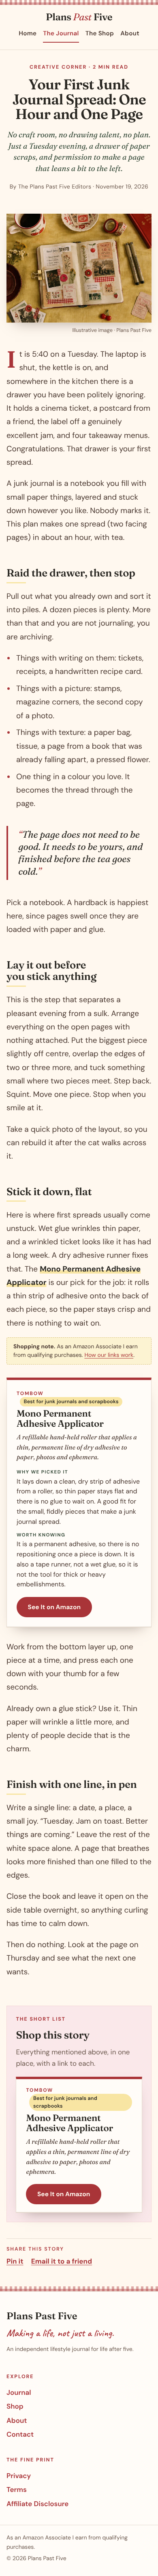 Plans Past Five
Home The Journal The Shop About
CREATIVE CORNER · 2 MIN READ
Your First Junk
Journal Spread: One
Hour and One Page
No craft room, no drawing talent, no plan.
Just a Tuesday evening, a drawer of paper
scraps, and permission to make a page
that leans a bit to the left.
By The Plans Past Five Editors · November 19, 2026
Illustrative image · Plans Past Five
It is 5:40 on a Tuesday. The laptop is
shut, the kettle is on, and
somewhere in the kitchen there is a
drawer you have been politely ignoring.
It holds a cinema ticket, a postcard from
a friend, the label off a genuinely
excellent jam, and four takeaway menus.
Congratulations. That drawer is your first
spread.
A junk journal is a notebook you fill with
small paper things, layered and stuck
down however you like. Nobody marks it.
This plan makes one spread (two facing
pages) in about an hour, with tea.
Raid the drawer, then stop
Pull out what you already own and sort it
into piles. A dozen pieces is plenty. More
than that and you are not journaling, you
are archiving.
• Things with writing on them: tickets,
receipts, a handwritten recipe card.
• Things with a picture: stamps,
magazine corners, the second copy
of a photo.
• Things with texture: a paper bag,
tissue, a page from a book that was
already falling apart, a pressed flower.
• One thing in a colour you love. It
becomes the thread through the
page.
“The page does not need to be
good. It needs to be yours, and
finished before the tea goes
cold.”
Pick a notebook. A hardback is happiest
here, since pages swell once they are
loaded with paper and glue.
Lay it out before
you stick anything
This is the step that separates a
pleasant evening from a sulk. Arrange
everything on the open pages with
nothing attached. Put the biggest piece
slightly off centre, overlap the edges of
two or three more, and tuck something
small where two pieces meet. Step back.
Squint. Move one piece. Stop when you
smile at it.
Take a quick photo of the layout, so you
can rebuild it after the cat walks across
it.
Stick it down, flat
Here is where first spreads usually come
unstuck. Wet glue wrinkles thin paper,
and a wrinkled ticket looks like it has had
a long week. A dry adhesive runner fixes
that. The Mono Permanent Adhesive
Applicator is our pick for the job: it rolls
a thin strip of adhesive onto the back of
each piece, so the paper stays crisp and
there is nothing to wait on.
Shopping note. As an Amazon Associate I earn
from qualifying purchases. How our links work.
TOMBOW
Best for junk journals and scrapbooks
Mono Permanent
Adhesive Applicator
A refillable hand-held roller that applies a
thin, permanent line of dry adhesive to
paper, photos and ephemera.
WHY WE PICKED IT
It lays down a clean, dry strip of adhesive
from a roller, so thin paper stays flat and
there is no glue to wait on. A good fit for
the small, fiddly pieces that make up a
journal spread.
WORTH KNOWING
It is a permanent adhesive, so there is no
repositioning once a piece is down. It is
also a tape runner, not a wet glue, so it is
not the tool for thick or heavy
embellishments.
See It on Amazon
Work from the bottom layer up, one
piece at a time, and press each one
down with your thumb for a few
seconds.
Already own a glue stick? Use it. Thin
paper will wrinkle a little more, and
plenty of people decide that is the
charm.
Finish with one line, in pen
Write a single line: a date, a place, a
small joy. “Tuesday. Jam on toast. Better
things are coming.” Leave the rest of the
white space alone. A page that breathes
looks more finished than one filled to the
edges.
Close the book and leave it open on the
side table overnight, so anything curling
has time to calm down.
Then do nothing. Look at the page on
Thursday and see what the next one
wants.
THE SHORT LIST
Shop this story
Everything mentioned above, in one
place, with a link to each.
TOMBOW
Best for junk journals and
scrapbooks
Mono Permanent
Adhesive Applicator
A refillable hand-held roller that
applies a thin, permanent line of dry
adhesive to paper, photos and
ephemera.
See It on Amazon
SHARE THIS STORY
Pin it Email it to a friend
Plans Past Five
Making a life, not just a living.
An independent lifestyle journal for life after five.
EXPLORE
Journal
Shop
About
Contact
THE FINE PRINT
Privacy
Terms
Affiliate Disclosure
As an Amazon Associate I earn from qualifying
purchases.
© 2026 Plans Past Five